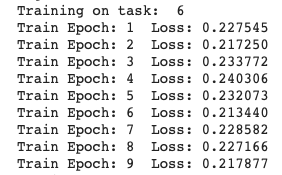 Training on task:  6
Train Epoch: 1  Loss: 0.227545
Train Epoch: 2  Loss: 0.217250
Train Epoch: 3  Loss: 0.233772
Train Epoch: 4  Loss: 0.240306
Train Epoch: 5  Loss: 0.232073
Train Epoch: 6  Loss: 0.213440
Train Epoch: 7  Loss: 0.228582
Train Epoch: 8  Loss: 0.227166
Train Epoch: 9  Loss: 0.217877